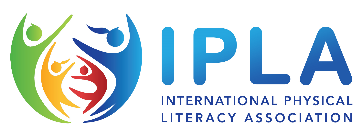 IPLA
INTERNATIONAL PHYSICAL
LITERACY ASSOCIATION